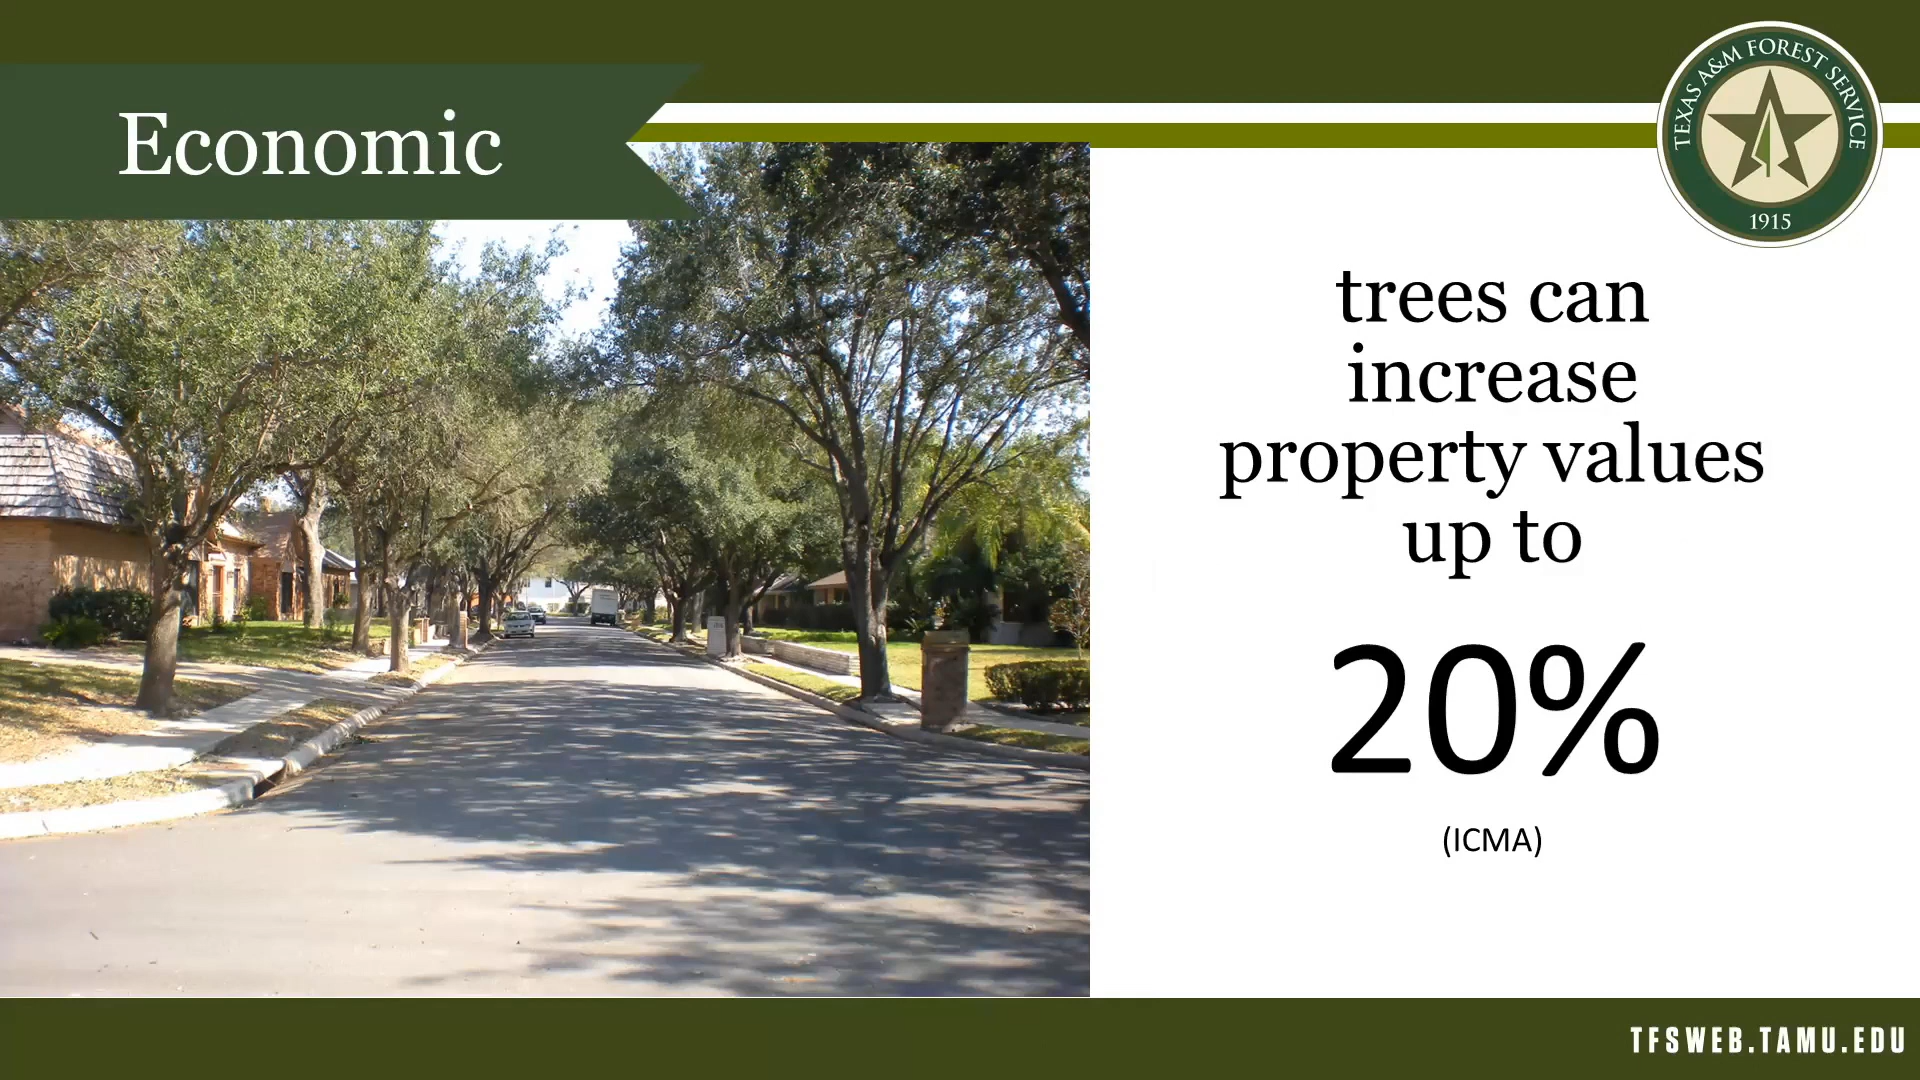 Economic
TEXAS A&M FOREST SERVICE
1915
trees can
increase
property values
up to
20%
(ICMA)
TFSWEB.TAMU.EDU